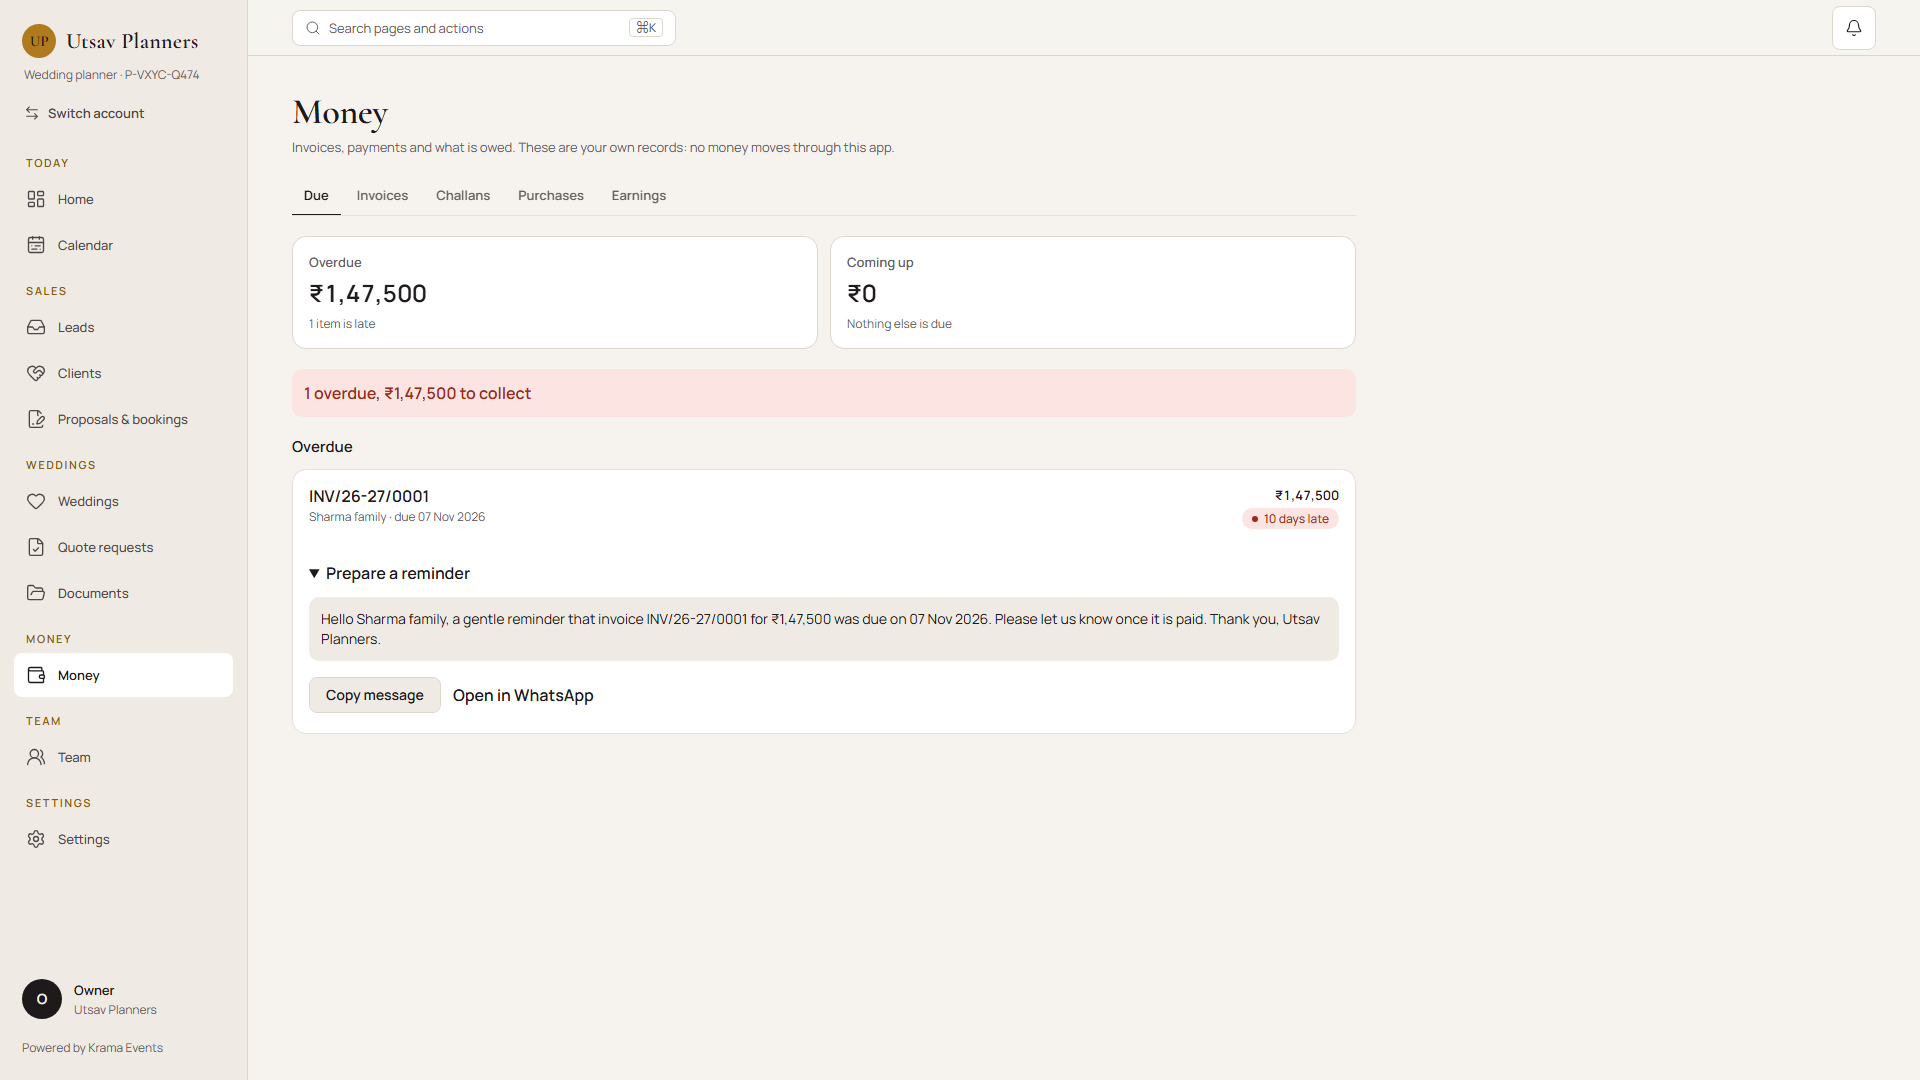 UP Utsav Planners
Wedding planner · P-VXYC-Q474
Switch account
TODAY
Home
Calendar
SALES
Leads
Clients
Proposals & bookings
WEDDINGS
Weddings
Quote requests
Documents
MONEY
Money
TEAM
Team
SETTINGS
Settings
O
Owner
Utsav Planners
Powered by Krama Events
Search pages and actions ⌘K
Money
Invoices, payments and what is owed. These are your own records: no money moves through this app.
Due Invoices Challans Purchases Earnings
Overdue
₹1,47,500
1 item is late
Coming up
₹0
Nothing else is due
1 overdue, ₹1,47,500 to collect
Overdue
INV/26-27/0001
Sharma family · due 07 Nov 2026
₹1,47,500
10 days late
Prepare a reminder
Hello Sharma family, a gentle reminder that invoice INV/26-27/0001 for ₹1,47,500 was due on 07 Nov 2026. Please let us know once it is paid. Thank you, Utsav
Planners.
Copy message Open in WhatsApp